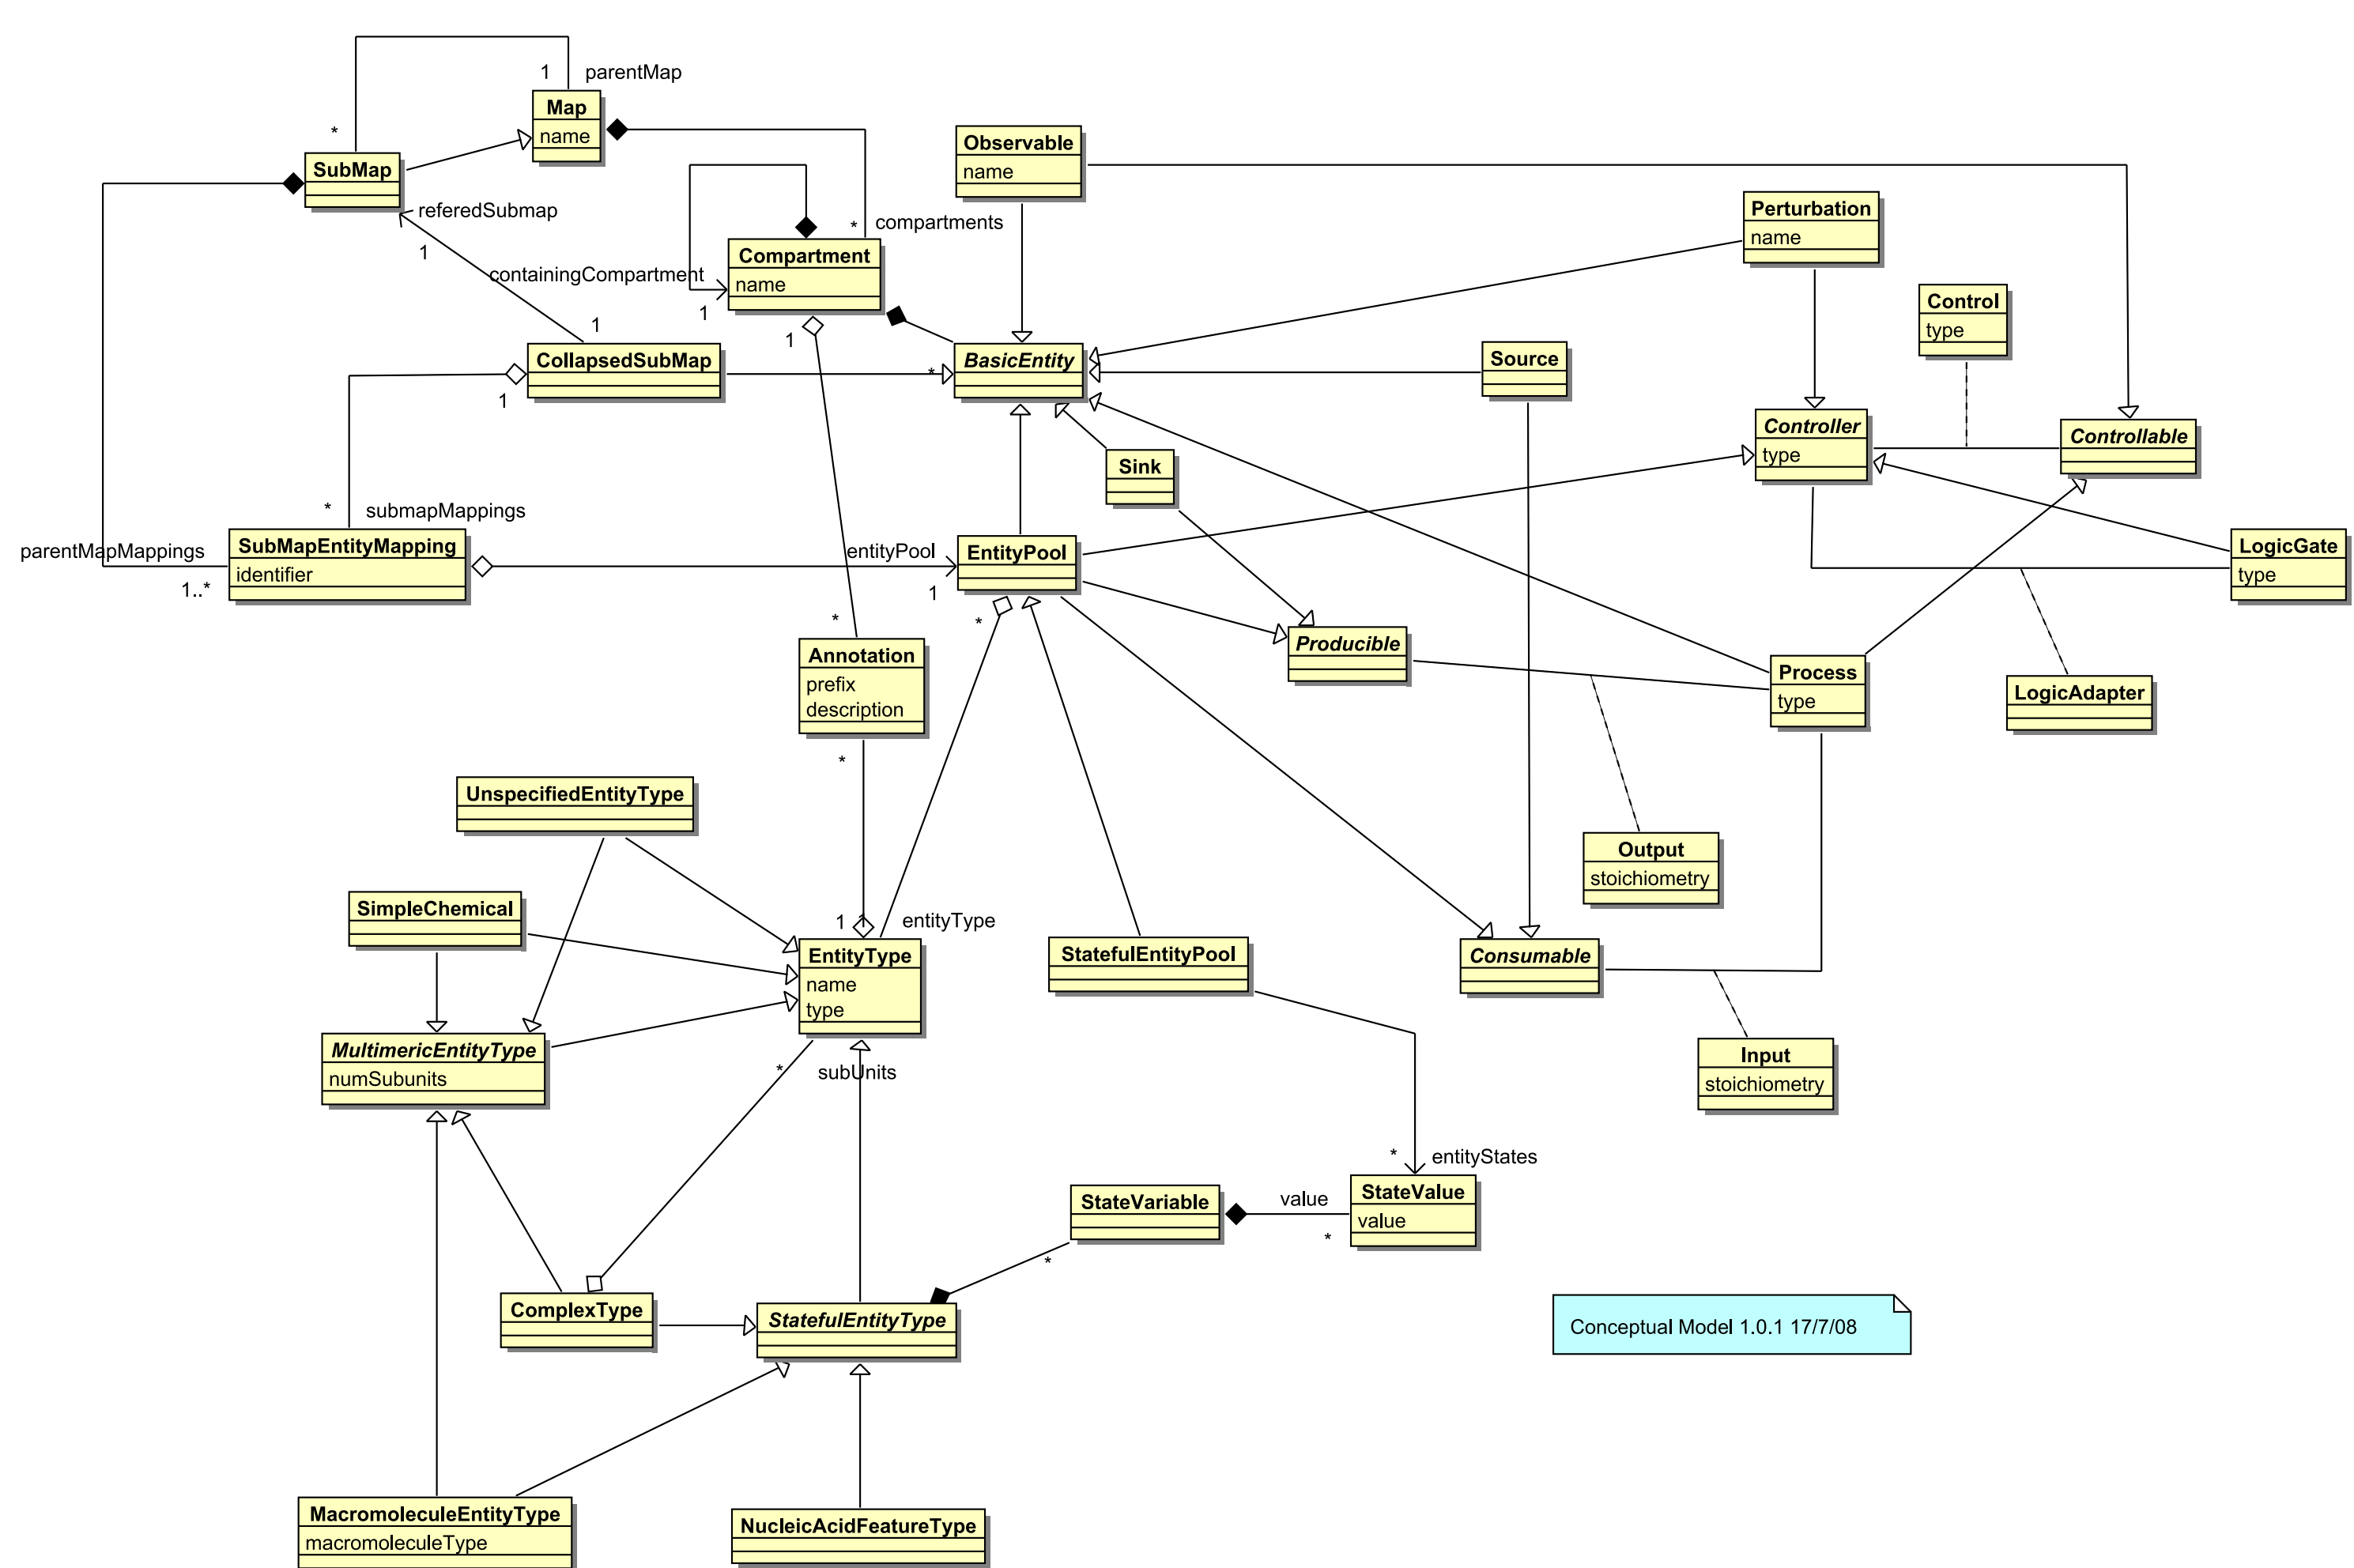 1 parentMap
Map
name
*
SubMap
Observable
name
referedSubmap
1
* compartments
Perturbation
name
Compartment
name
containingCompartment
1
Control
type
1
1
CollapsedSubMap
1
*
BasicEntity
Source
Controller
type
Controllable
Sink
* submapMappings
parentMapMappings
1..*
SubMapEntityMapping
identifier
entityPool
1
EntityPool
LogicGate
type
*
*
Annotation
prefix
description
Producible
Process
type
LogicAdapter
*
UnspecifiedEntityType
Output
stoichiometry
SimpleChemical
1
entityType
EntityType
name
type
StatefulEntityPool
Consumable
MultimericEntityType
numSubunits
* subUnits
Input
stoichiometry
* entityStates
StateVariable
value
*
StateValue
value
*
ComplexType
StatefulEntityType
Conceptual Model 1.0.1 17/7/08
MacromoleculeEntityType
macromoleculeType
NucleicAcidFeatureType